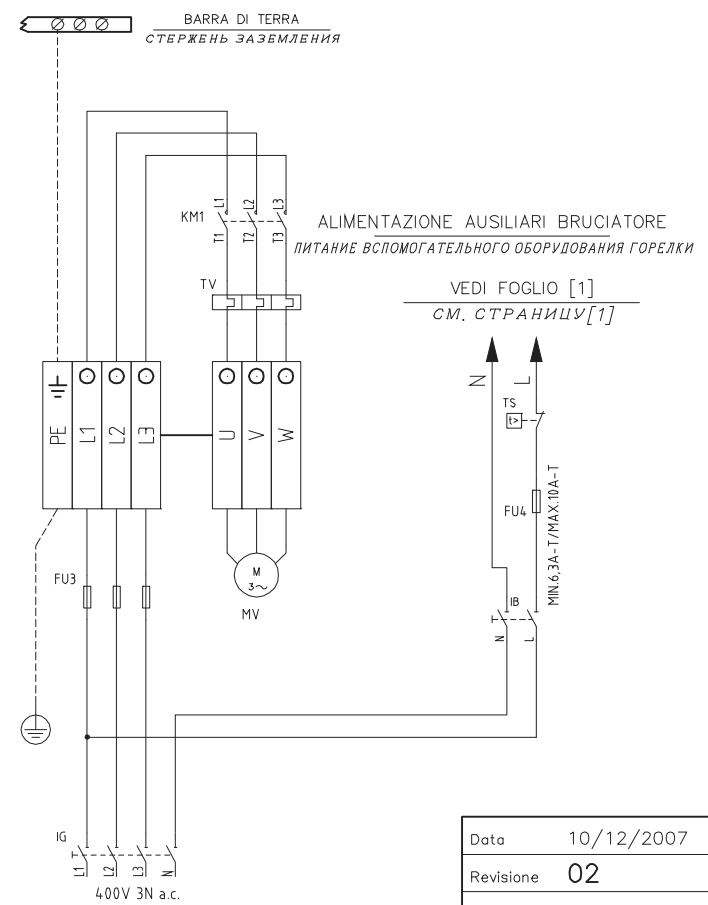 BARRA DI TERRA
СТЕРЖЕНЬ ЗАЗЕМЛЕНИЯ
L1 L2 L3
KM1
T1 T2 T3
ALIMENTAZIONE AUSILIARI BRUCIATORE
ПИТАНИЕ ВСПОМОГАТЕЛЬНОГО ОБОРУДОВАНИЯ ГОРЕЛКИ
TV
VEDI FOGLIO [1]
СМ. СТРАНИЦУ[1]
N L
TS
t>
PE L1 L2 L3 U V W
FU4
MIN.6,3A-T/MAX.10A-T
M
3~
MV
FU3
IB
N L
IG
L1 L2 L3 N
400V 3N a.c.
Data 10/12/2007
Revisione 02